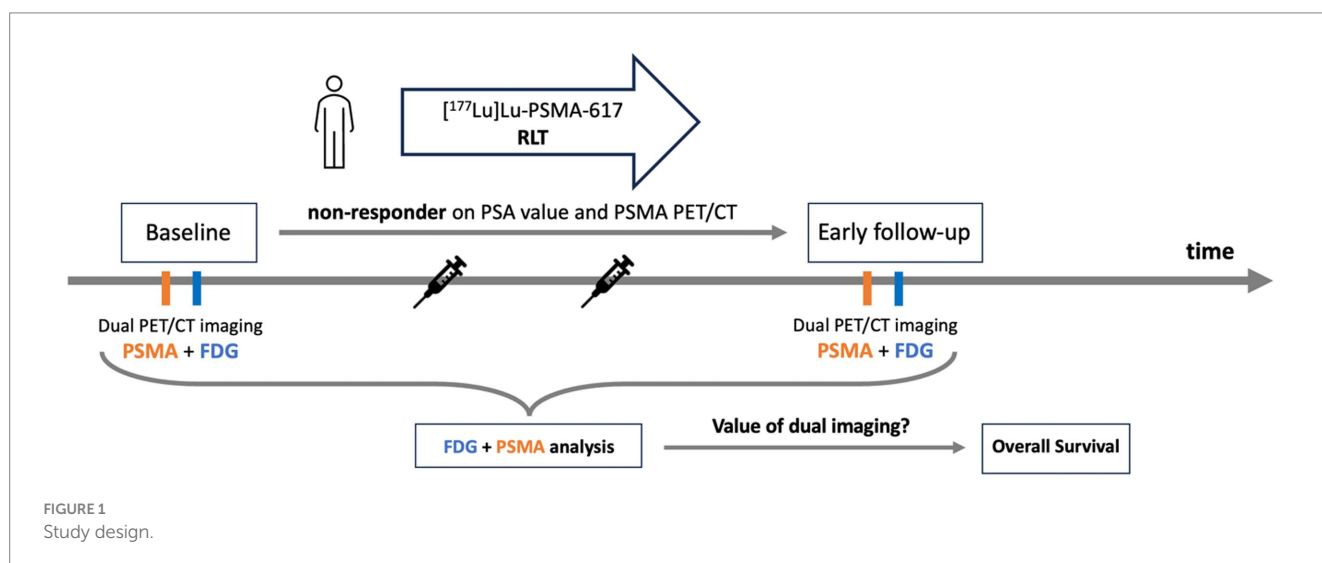 [¹⁷⁷Lu]Lu-PSMA-617
RLT
non-responder on PSA value and PSMA PET/CT
Baseline
Early follow-up
time
Dual PET/CT imaging
PSMA + FDG
Dual PET/CT imaging
PSMA + FDG
FDG + PSMA analysis
Value of dual imaging?
Overall Survival
FIGURE 1
Study design.